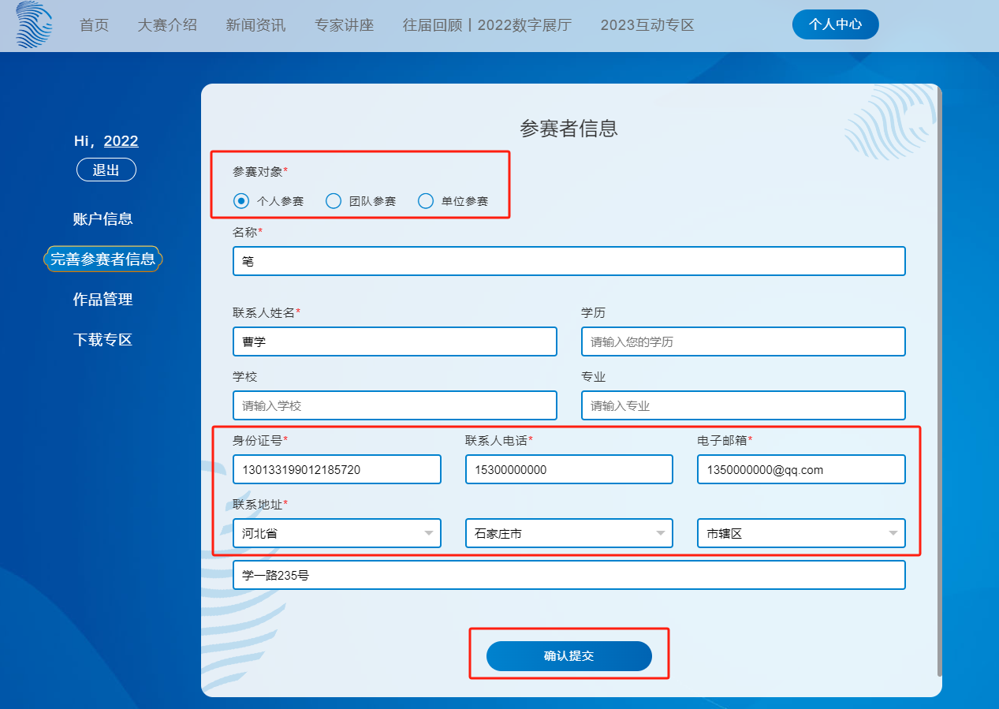 首页 大赛介绍 新闻资讯 专家讲座 往届回顾丨2022数字展厅 2023互动专区 个人中心
Hi，2022
退出
账户信息
完善参赛者信息
作品管理
下载专区
参赛者信息
参赛对象*
个人参赛 团队参赛 单位参赛
名称*
笔
联系人姓名* 学历
曹学 请输入您的学历
学校 专业
请输入学校 请输入专业
身份证号* 联系人电话* 电子邮箱*
130133199012185720 15300000000 1350000000@qq.com
联系地址*
河北省 石家庄市 市辖区
学一路235号
确认提交